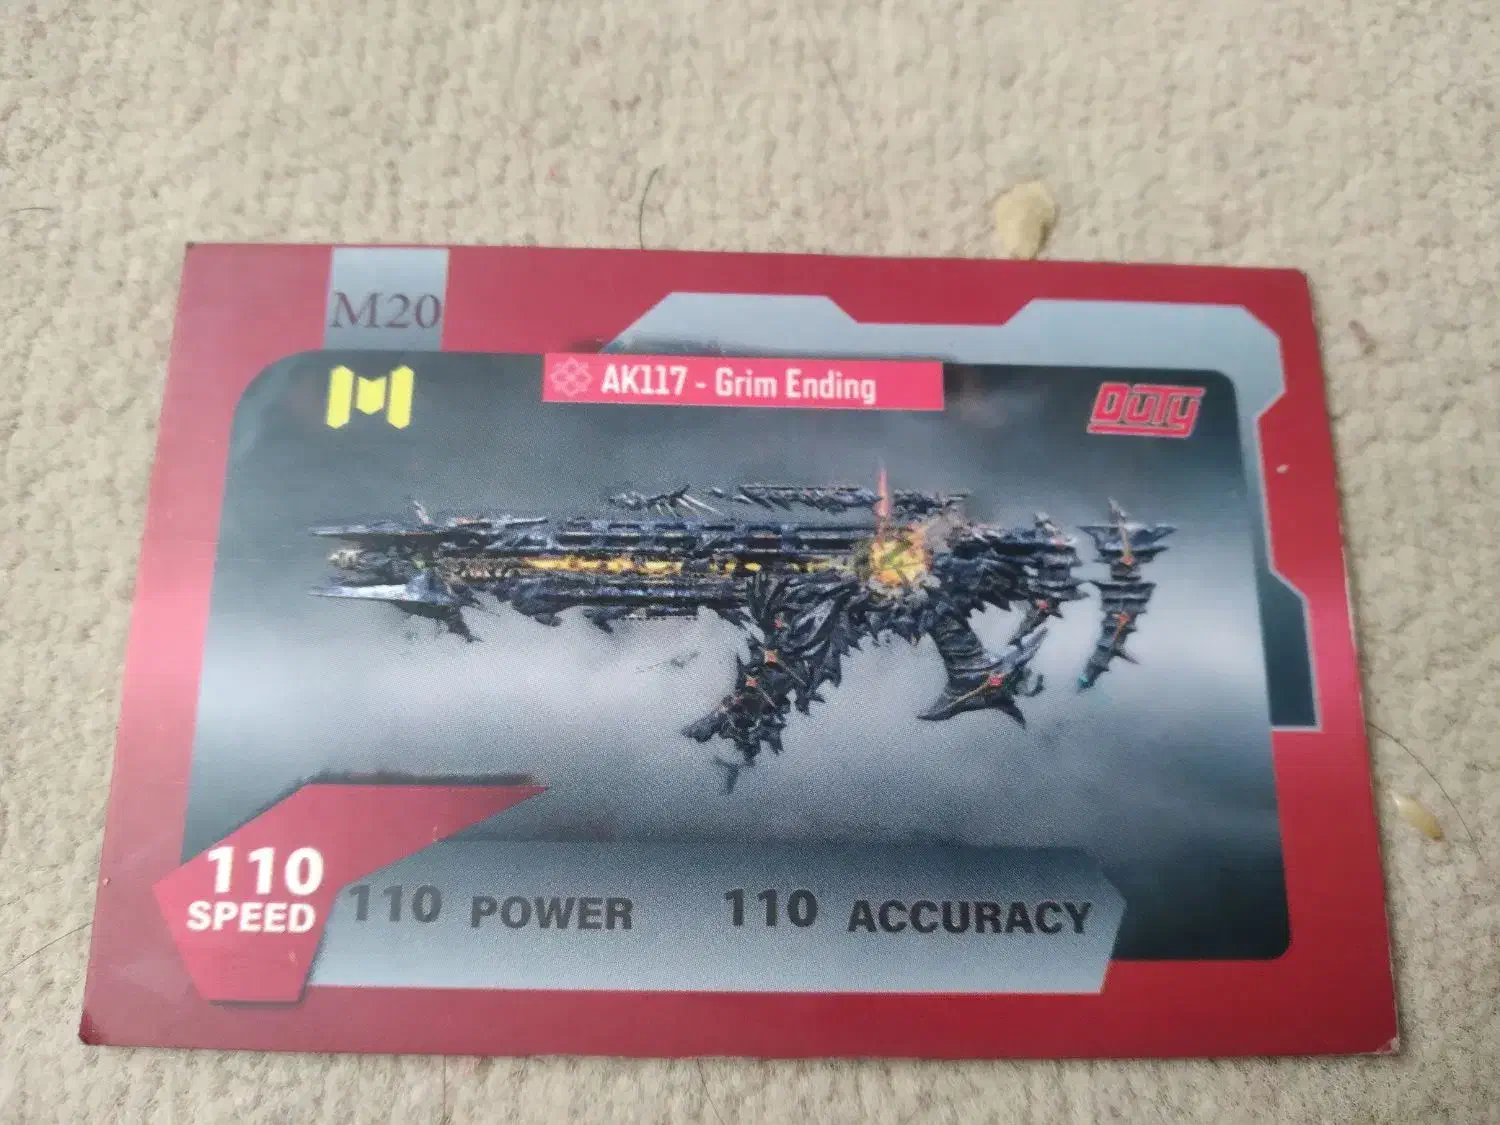 M20
AK117 - Grim Ending
DUTY
110
SPEED
110 POWER 110 ACCURACY